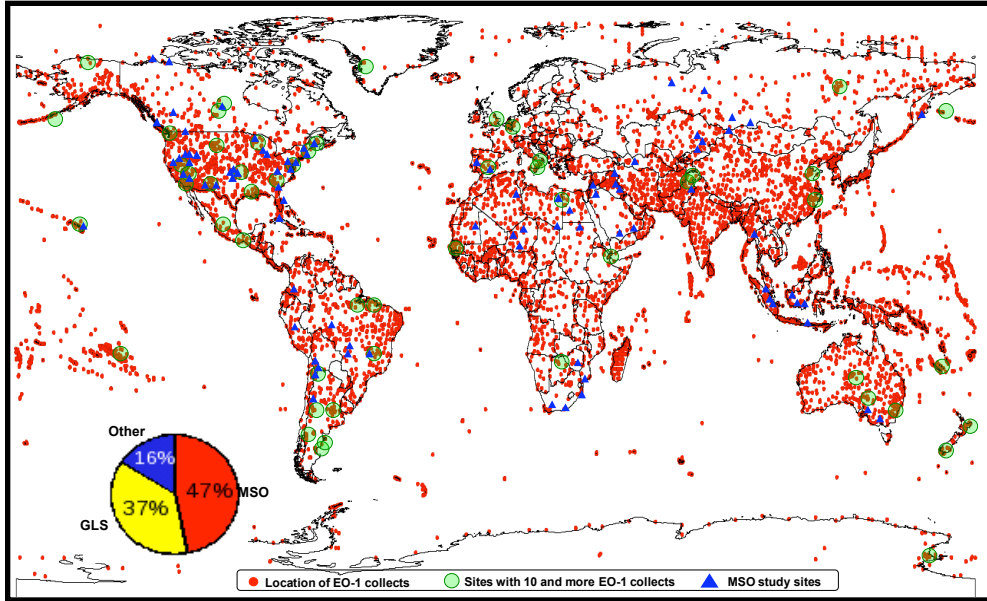 Other
16%
47%
MSO
37%
GLS
Location of EO-1 collects
Sites with 10 and more EO-1 collects
MSO study sites